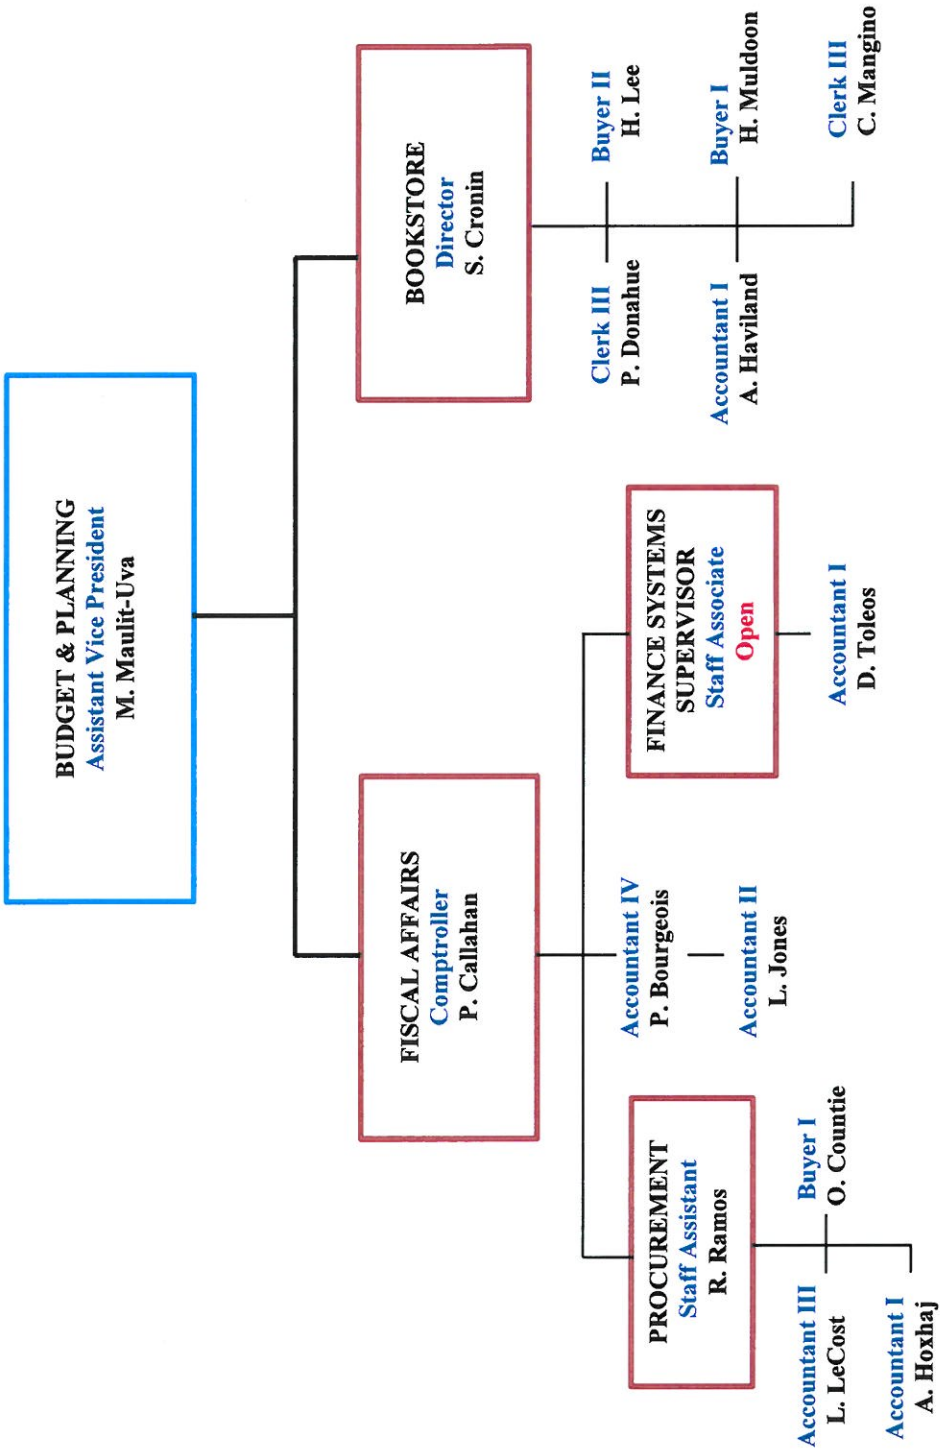 BUDGET & PLANNING
Assistant Vice President
M. Maulit-Uva
FISCAL AFFAIRS
Comptroller
P. Callahan
BOOKSTORE
Director
S. Cronin
PROCUREMENT
Staff Assistant
R. Ramos
Accountant III
L. LeCost
Buyer I
O. Countie
Accountant I
A. Hoxhaj
Accountant IV
P. Bourgeois
Accountant II
L. Jones
FINANCE SYSTEMS
SUPERVISOR
Staff Associate
Open
Accountant I
D. Toleos
Clerk III
P. Donahue
Buyer II
H. Lee
Accountant I
A. Haviland
Buyer I
H. Muldoon
Clerk III
C. Mangino